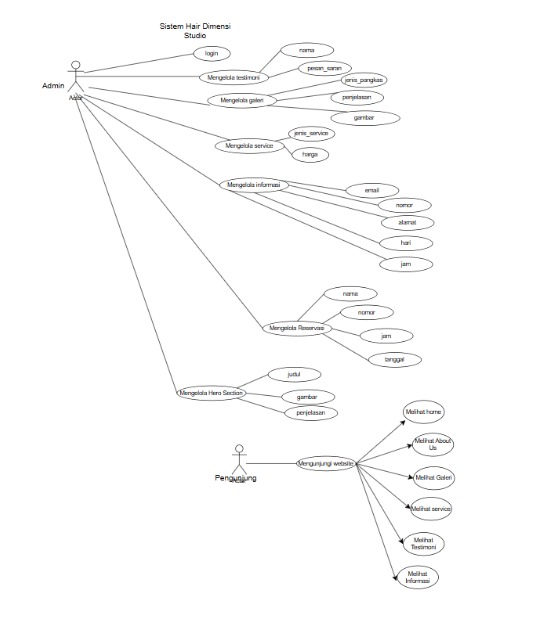 Sistem Hair Dimensi
Studio
login
nama
Mengelola testimoni
pesan_saran
Admin
Mengelola galeri
jenis_pangkas
penjelasan
gambar
Mengelola service
jenis_service
harga
Mengelola informasi
email
nomor
alamat
hari
jam
nama
nomor
Mengelola Reservasi
jam
tanggal
judul
Mengelola Hero Section
gambar
penjelasan
Melihat home
Melihat About
Us
Mengunjungi website
Pengunjung
Melihat Galeri
Melihat service
Melihat
Testimoni
Melihat
Informasi